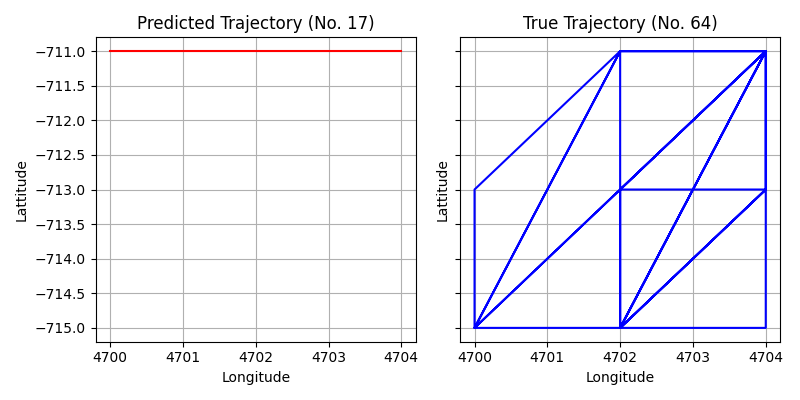 Predicted Trajectory (No. 17)
True Trajectory (No. 64)
−711.0
−711.5
−712.0
−712.5
−713.0
−713.5
−714.0
−714.5
−715.0
Lattitude
Lattitude
4700 4701 4702 4703 4704
4700 4701 4702 4703 4704
Longitude
Longitude